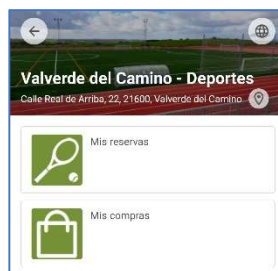 Valverde del Camino - Deportes
Calle Real de Arriba, 22, 21600, Valverde del Camino
Mis reservas
Mis compras